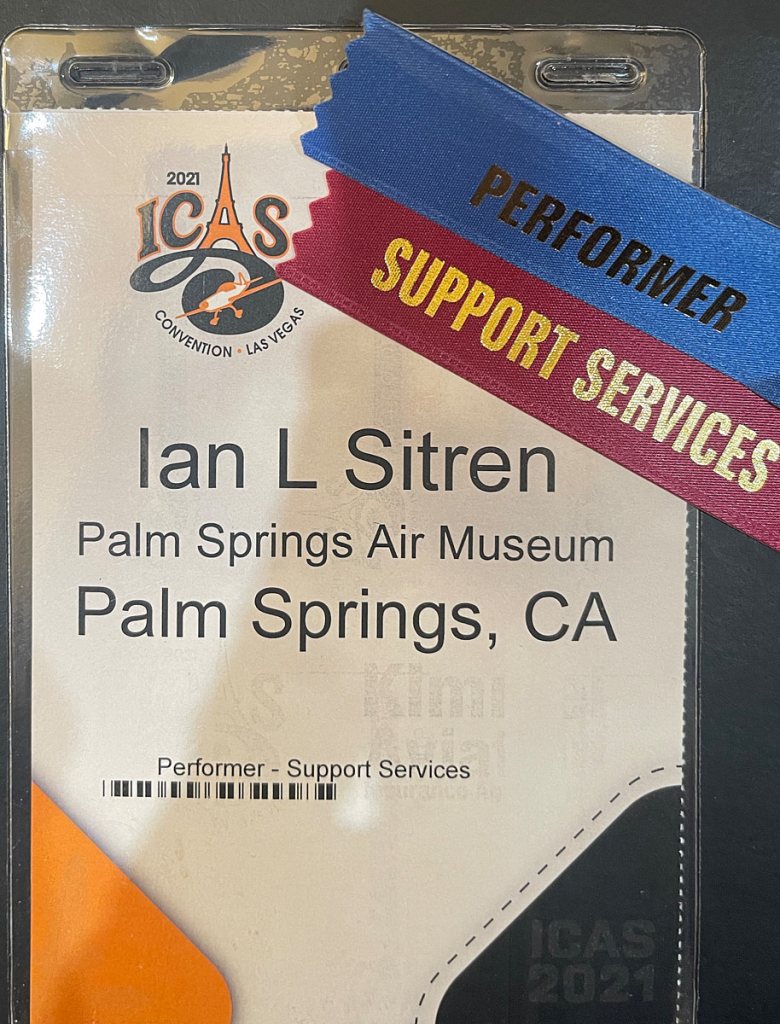 2021
ICAS
CONVENTION • LAS VEGAS
PERFORMER
SUPPORT SERVICES
Ian L Sitren
Palm Springs Air Museum
Palm Springs, CA
Performer - Support Services
ICAS
2021